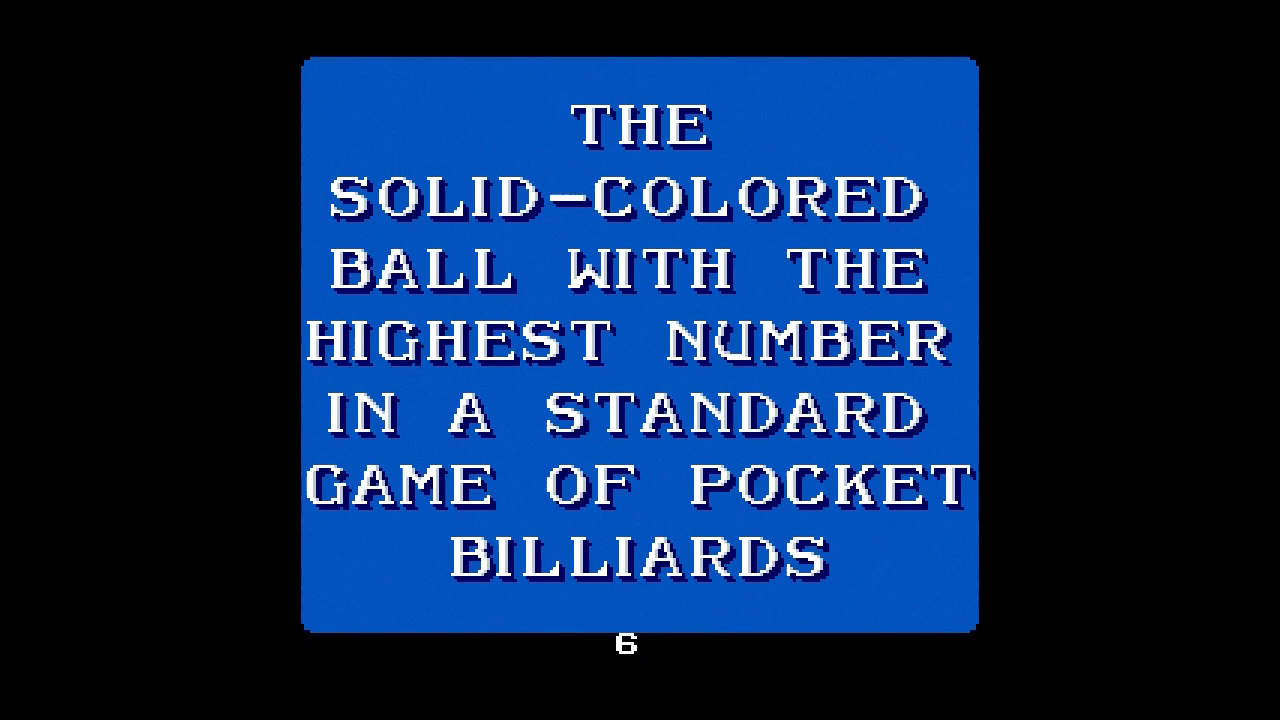 THE
SOLID-COLORED
BALL WITH THE
HIGHEST NUMBER
IN A STANDARD
GAME OF POCKET
BILLIARDS
6